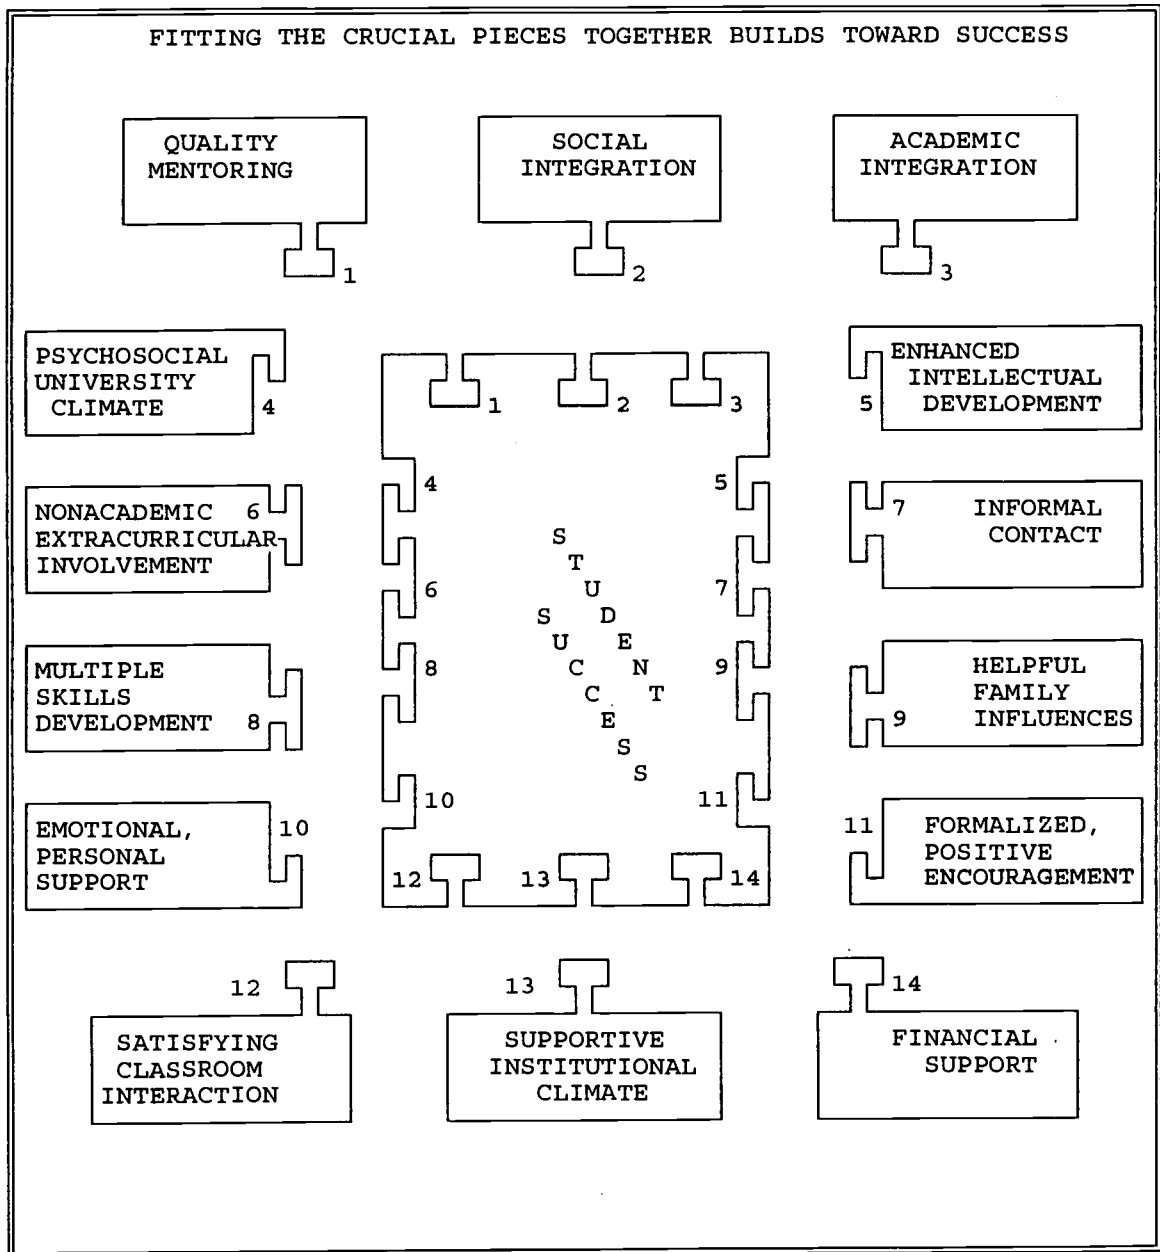 FITTING THE CRUCIAL PIECES TOGETHER BUILDS TOWARD SUCCESS
QUALITY
MENTORING
1
SOCIAL
INTEGRATION
2
ACADEMIC
INTEGRATION
3
PSYCHOSOCIAL
UNIVERSITY
CLIMATE
4
ENHANCED
INTELLECTUAL
DEVELOPMENT
5
NONACADEMIC
EXTRACURRICULAR
INVOLVEMENT
6
INFORMAL
CONTACT
7
MULTIPLE
SKILLS
DEVELOPMENT
8
HELPFUL
FAMILY
INFLUENCES
9
EMOTIONAL,
PERSONAL
SUPPORT
10
FORMALIZED,
POSITIVE
ENCOURAGEMENT
11
1 2 3
4 5
6 7
8 9
10 11
12 13 14
STUDENT
SUCCESS
12
SATISFYING
CLASSROOM
INTERACTION
13
SUPPORTIVE
INSTITUTIONAL
CLIMATE
14
FINANCIAL
SUPPORT